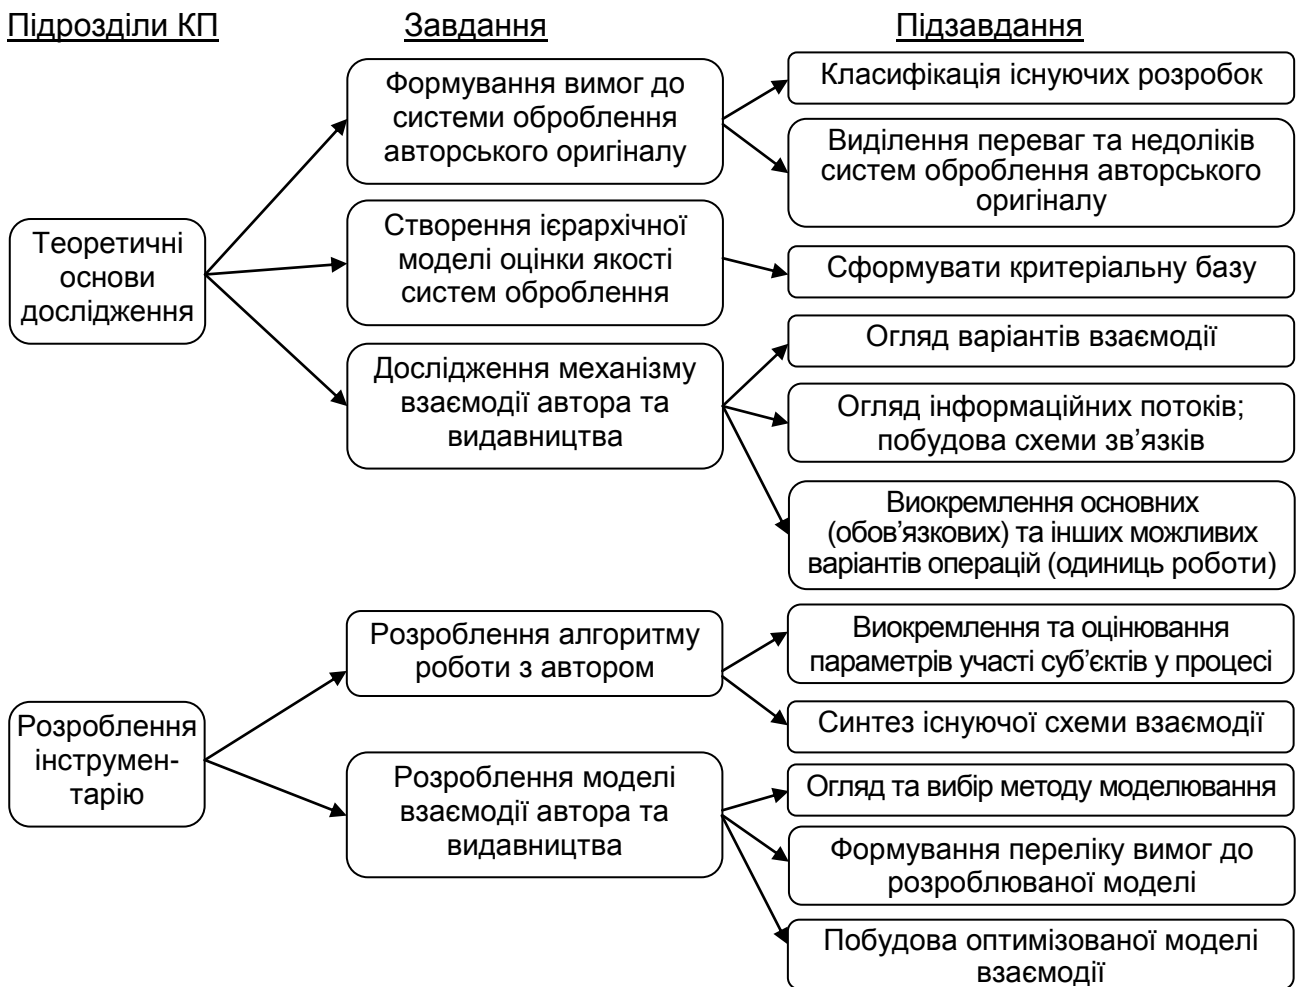 Підрозділи КП
Завдання
Підзавдання
Теоретичні
основи
дослідження
Формування вимог до
системи оброблення
авторського оригіналу
Класифікація існуючих розробок
Виділення переваг та недоліків
систем оброблення авторського
оригіналу
Створення ієрархічної
моделі оцінки якості
систем оброблення
Сформувати критеріальну базу
Дослідження механізму
взаємодії автора та
видавництва
Огляд варіантів взаємодії
Огляд інформаційних потоків;
побудова схеми зв’язків
Виокремлення основних
(обов’язкових) та інших можливих
варіантів операцій (одиниць роботи)
Розроблення
інструмен-
тарію
Розроблення алгоритму
роботи з автором
Виокремлення та оцінювання
параметрів участі суб’єктів у процесі
Синтез існуючої схеми взаємодії
Розроблення моделі
взаємодії автора та
видавництва
Огляд та вибір методу моделювання
Формування переліку вимог до
розроблюваної моделі
Побудова оптимізованої моделі
взаємодії